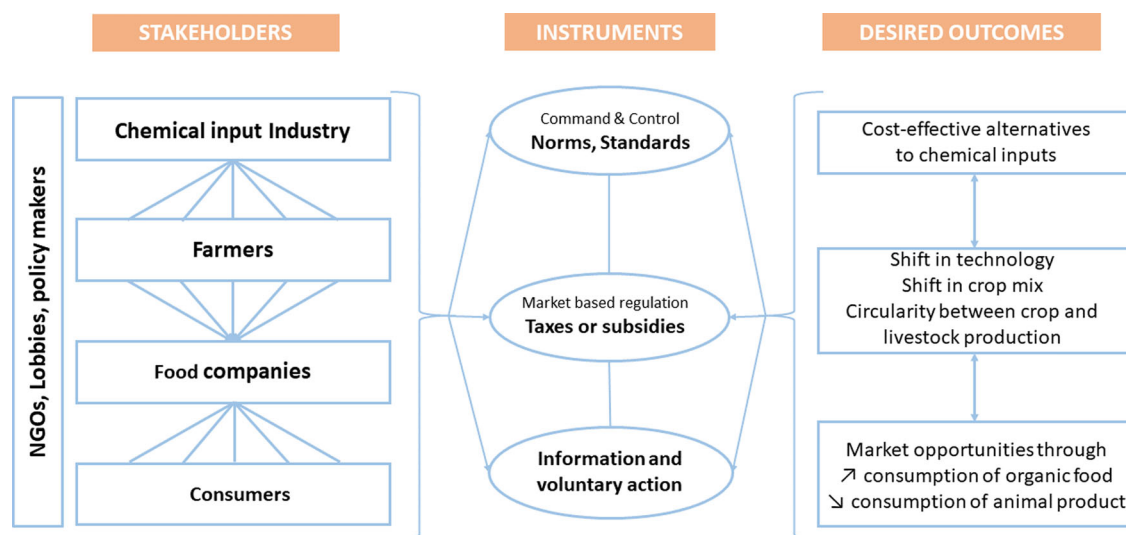 STAKEHOLDERS
INSTRUMENTS
DESIRED OUTCOMES
NGOs, Lobbies, policy makers
Chemical input Industry
Farmers
Food companies
Consumers
Command & Control
Norms, Standards
Market based regulation
Taxes or subsidies
Information and
voluntary action
Cost-effective alternatives
to chemical inputs
Shift in technology
Shift in crop mix
Circularity between crop and
livestock production
Market opportunities through
↗ consumption of organic food
↘ consumption of animal product